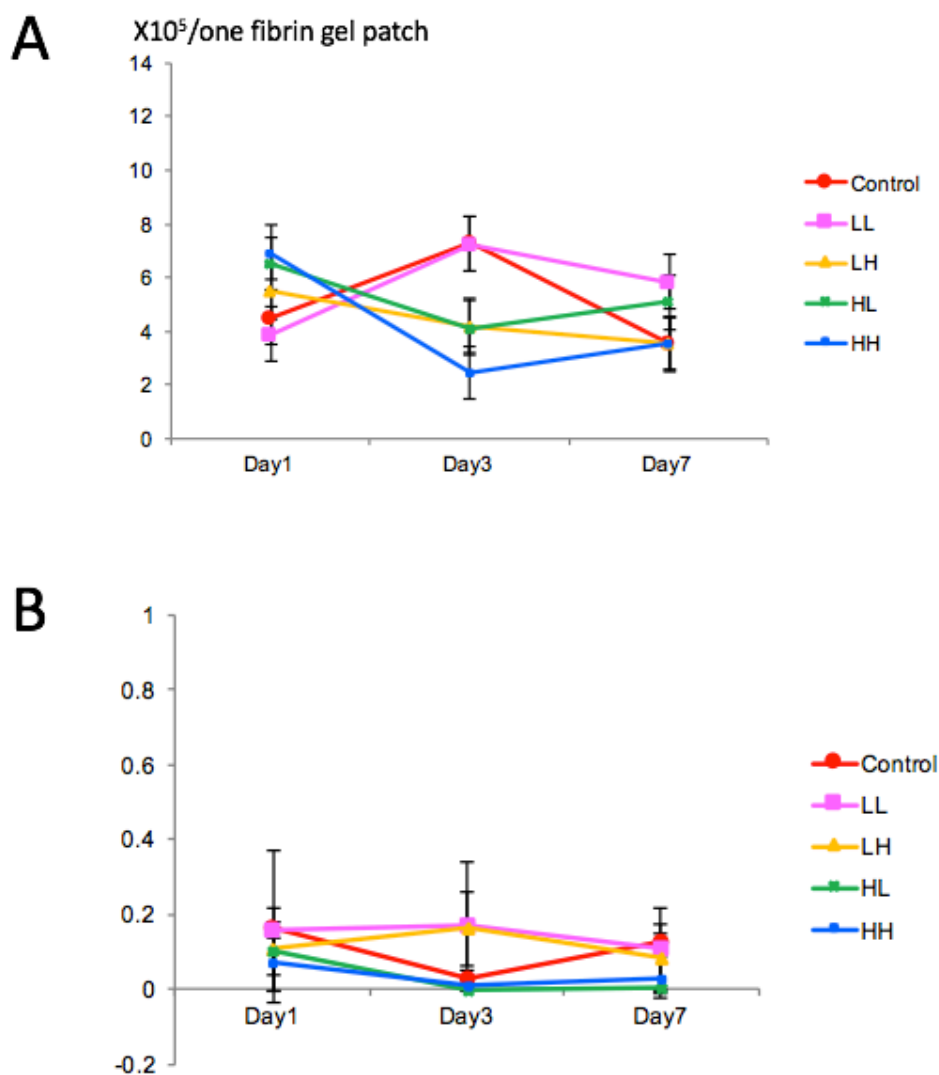 A
X10⁵/one fibrin gel patch
14
12
10
8
6
4
2
0
Day1 Day3 Day7
Control
LL
LH
HL
HH
B
1
0.8
0.6
0.4
0.2
0
-0.2
Day1 Day3 Day7
Control
LL
LH
HL
HH